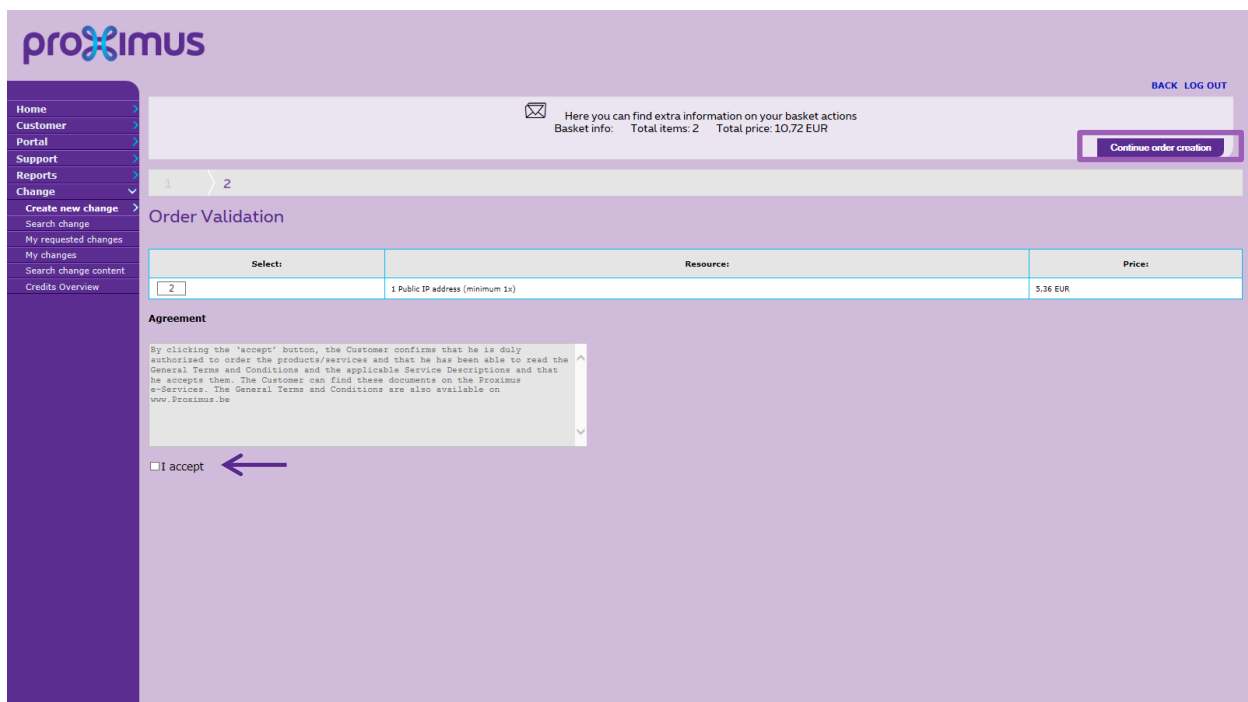 proximus
BACK LOG OUT
Home
Customer
Portal
Support
Reports
Change
Create new change
Search change
My requested changes
My changes
Search change content
Credits Overview
Here you can find extra information on your basket actions
Basket info: Total items: 2 Total price: 10,72 EUR
Continue order creation
1 2
Order Validation
Select: Resource: Price:
2 1 Public IP address (minimum 1x) 5.36 EUR
Agreement
By clicking the 'accept' button, the Customer confirms that he is duly
authorized to order the products/services and that he has been able to read the
General Terms and Conditions and the applicable Service Descriptions and that
he accepts them. The Customer can find these documents on the Proximus
e-Services. The General Terms and Conditions are also available on
www.Proximus.be
I accept